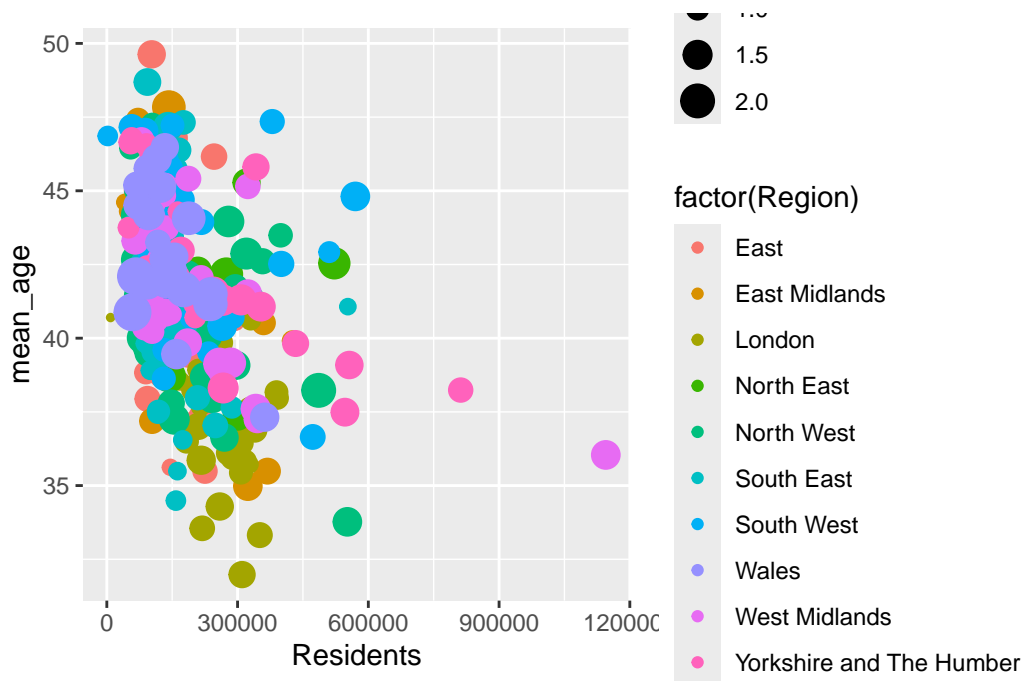 1.5
2.0
50
45
40
35
mean_age
0
300000
600000
900000
Residents
factor(Region)
East
East Midlands
London
North East
North West
South East
South West
Wales
West Midlands
Yorkshire and The Humber